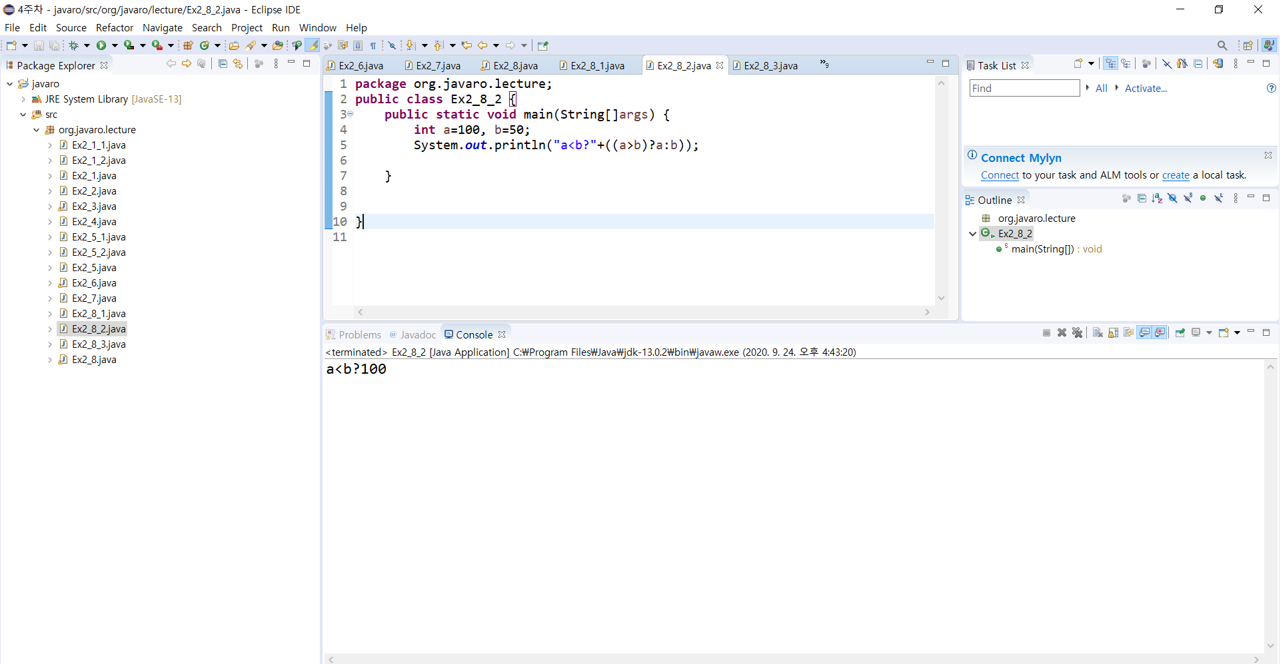 4주차 - javaro/src/org/javaro/lecture/Ex2_8_2.java - Eclipse IDE
File Edit Source Refactor Navigate Search Project Run Window Help
Package Explorer
javaro
JRE System Library [JavaSE-13]
src
org.javaro.lecture
Ex2_1_1.java
Ex2_1_2.java
Ex2_1.java
Ex2_2.java
Ex2_3.java
Ex2_4.java
Ex2_5_1.java
Ex2_5_2.java
Ex2_5.java
Ex2_6.java
Ex2_7.java
Ex2_8_1.java
Ex2_8_2.java
Ex2_8_3.java
Ex2_8.java
Ex2_6.java Ex2_7.java Ex2_8.java Ex2_8_1.java Ex2_8_2.java Ex2_8_3.java »9
1 package org.javaro.lecture;
2 public class Ex2_8_2 {
3 public static void main(String[]args) {
4 int a=100, b=50;
5 System.out.println("a<b?"+((a>b)?a:b));
6
7 }
8
9
10 }
11
Task List
Find All Activate...
Connect Mylyn
Connect to your task and ALM tools or create a local task.
Outline
org.javaro.lecture
Ex2_8_2
main(String[]) : void
Problems Javadoc Console
<terminated> Ex2_8_2 [Java Application] C:₩Program Files₩Java₩jdk-13.0.2₩bin₩javaw.exe (2020. 9. 24. 오후 4:43:20)
a<b?100